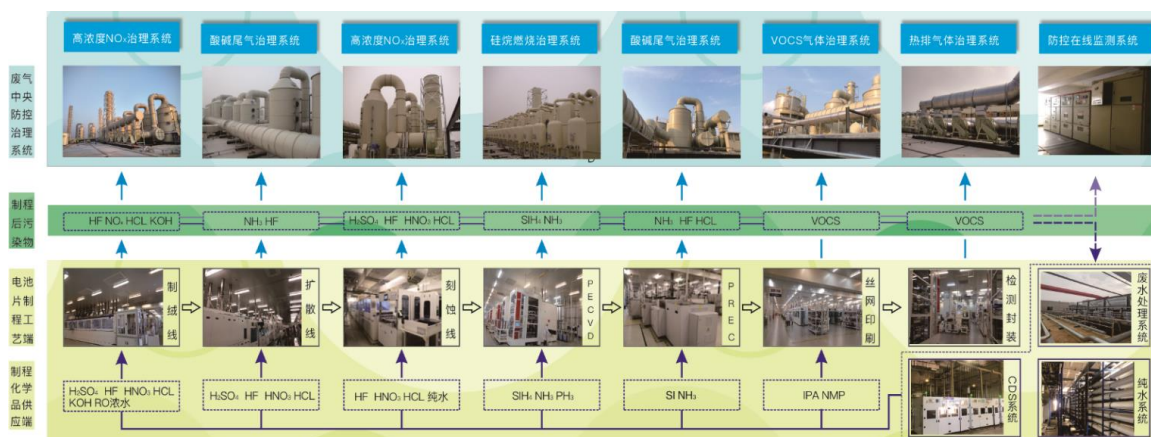 高浓度NOx治理系统
酸碱尾气治理系统
高浓度NOx治理系统
硅烷燃烧治理系统
酸碱尾气治理系统
VOCS气体治理系统
热排气体治理系统
防控在线监测系统
废气
中央
防控
治理
系统
制程
后污
染物
HF NOx HCL KOH
NH₃ HF
H₂SO₄ HF HNO₃ HCL
SIH₄ NH₃
NH₃ HF HCL
VOCS
VOCS
电池
片制
程工
艺端
制绒线
扩散线
刻蚀线
PECVD
PREC
丝网印刷
检测封装
废水处理系统
制程
化学
品供
应端
H₂SO₄ HF HNO₃ HCL
KOH RO浓水
H₂SO₄ HF HNO₃ HCL
HF HNO₃ HCL 纯水
SIH₄ NH₃ PH₃
SI NH₃
IPA NMP
CDS系统
纯水系统